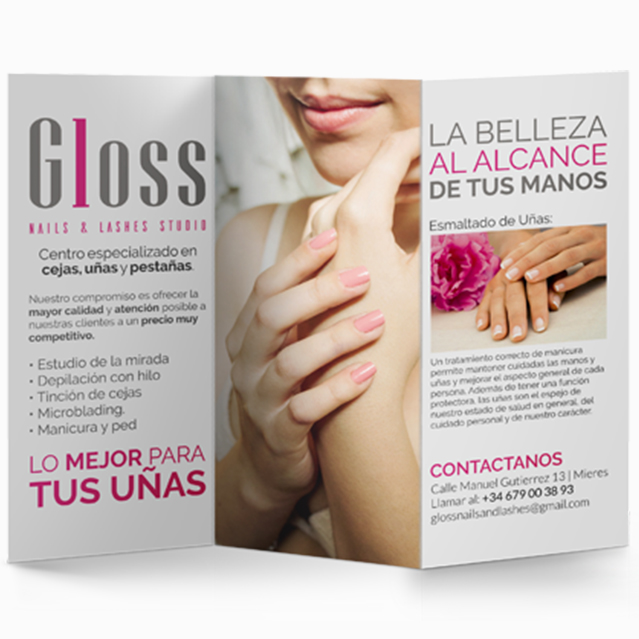 Gloss
NAILS & LASHES STUDIO
Centro especializado en
cejas, uñas y pestañas.
Nuestro compromiso es ofrecer la
mayor calidad y atención posible a
nuestras clientes a un precio muy
competitivo.
• Estudio de la mirada
• Depilación con hilo
• Tinción de cejas
• Microblading.
• Manicura y ped
LO MEJOR PARA
TUS UÑAS
LA BELLEZA
AL ALCANCE
DE TUS MANOS
Esmaltado de Uñas:
Un tratamiento correcto de manicura
permite mantoner cuidadas las manos y
uñas y mejorar el aspecto general de cada
persona. Además de tener una función
protectora, las uñas son el espejo de
nuestro estado de salud en general, del
cuidado personal y de nuestro carácter.
CONTACTANOS
Calle Manuel Gutierrez 13 | Mieres
Llamar al: +34 679 00 38 93
glossnailsandlashes@gmail.com